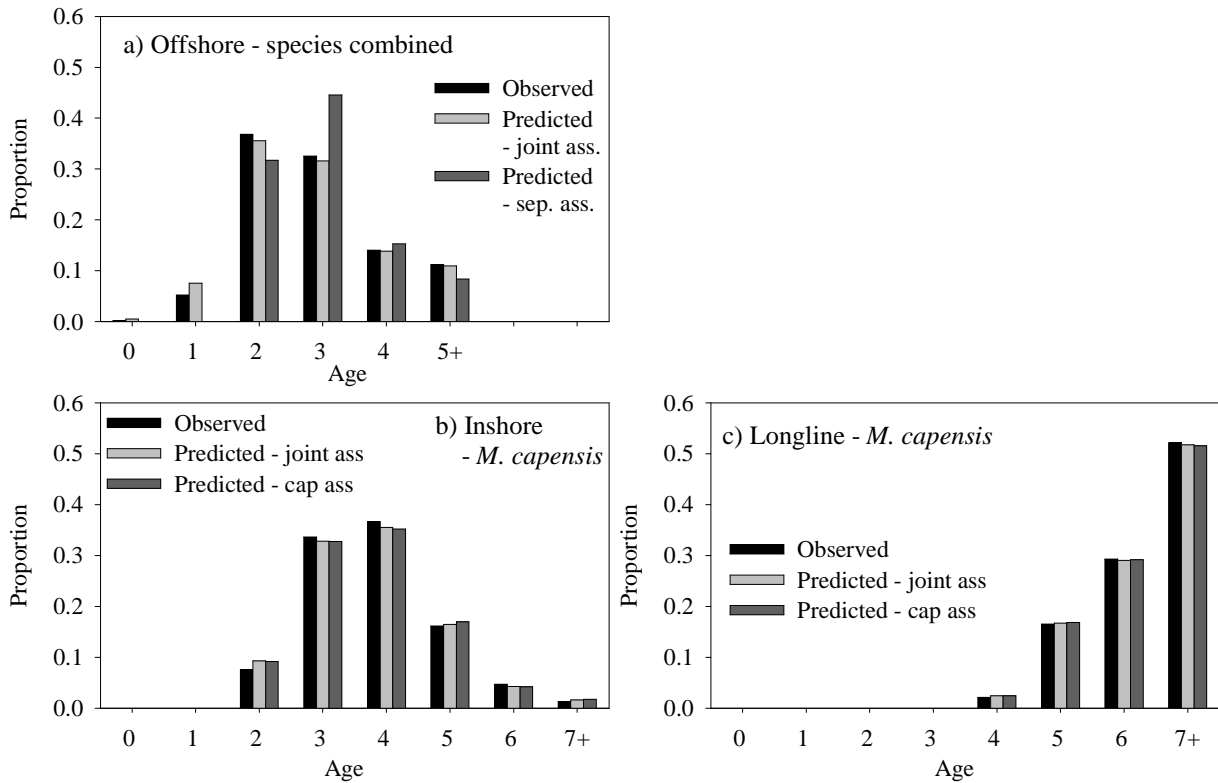 0.6
0.5
0.4
0.3
0.2
0.1
0.0
Proportion
a) Offshore - species combined
Observed
Predicted
- joint ass.
Predicted
- sep. ass.
0 1 2 3 4 5+
Age
0.6
0.5
0.4
0.3
0.2
0.1
0.0
Proportion
Observed
Predicted - joint ass
Predicted - cap ass
b) Inshore
- M. capensis
0 1 2 3 4 5 6 7+
Age
0.6
0.5
0.4
0.3
0.2
0.1
0.0
Proportion
c) Longline - M. capensis
Observed
Predicted - joint ass
Predicted - cap ass
0 1 2 3 4 5 6 7+
Age